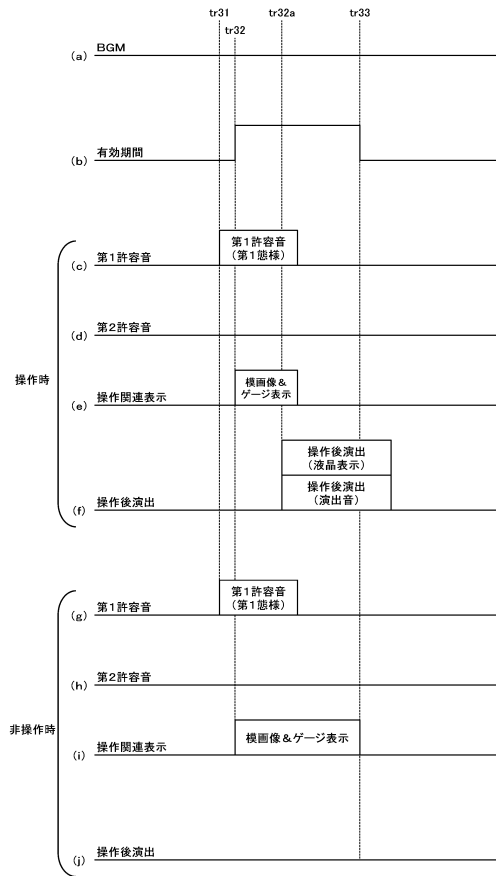 tr31
tr32a
tr33
tr32
(a) BGM
(b) 有効期間
操作時
(c) 第1許容音
第1許容音
(第1態様)
(d) 第2許容音
(e) 操作関連表示
模画像&
ゲージ表示
(f) 操作後演出
操作後演出
(液晶表示)
操作後演出
(演出音)
非操作時
(g) 第1許容音
第1許容音
(第1態様)
(h) 第2許容音
(i) 操作関連表示
模画像&ゲージ表示
(j) 操作後演出